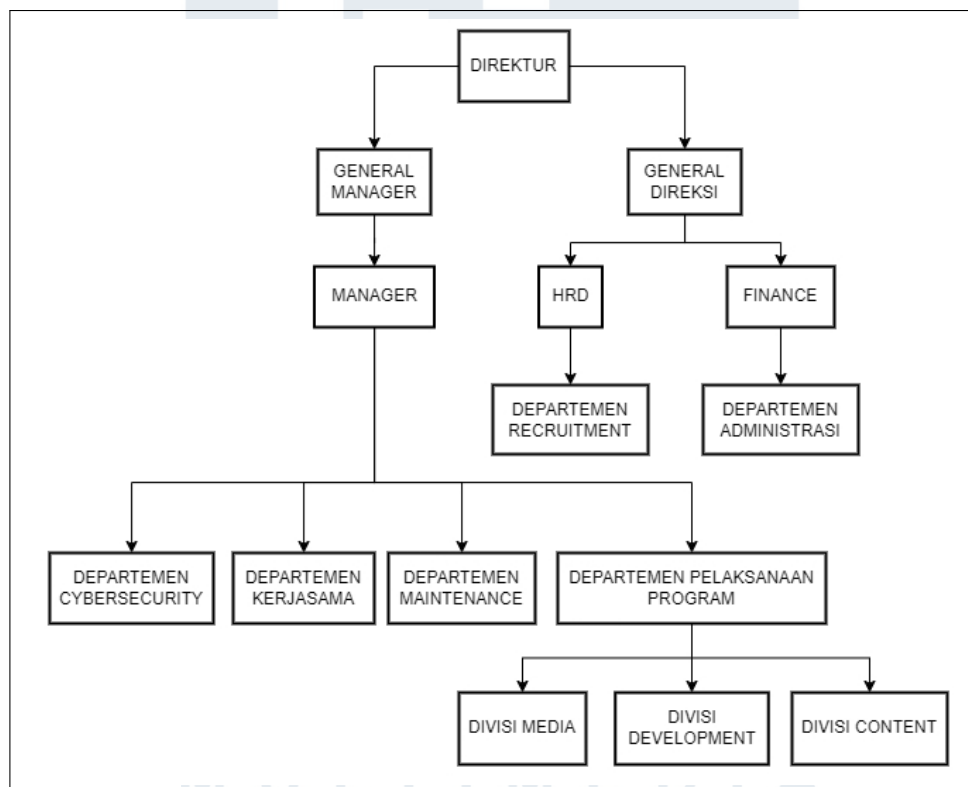 DIREKTUR
GENERAL
MANAGER
GENERAL
DIREKSI
MANAGER
HRD
FINANCE
DEPARTEMEN
RECRUITMENT
DEPARTEMEN
ADMINISTRASI
DEPARTEMEN
CYBERSECURITY
DEPARTEMEN
KERJASAMA
DEPARTEMEN
MAINTENANCE
DEPARTEMEN PELAKSANAAN
PROGRAM
DIVISI MEDIA
DIVISI
DEVELOPMENT
DIVISI CONTENT